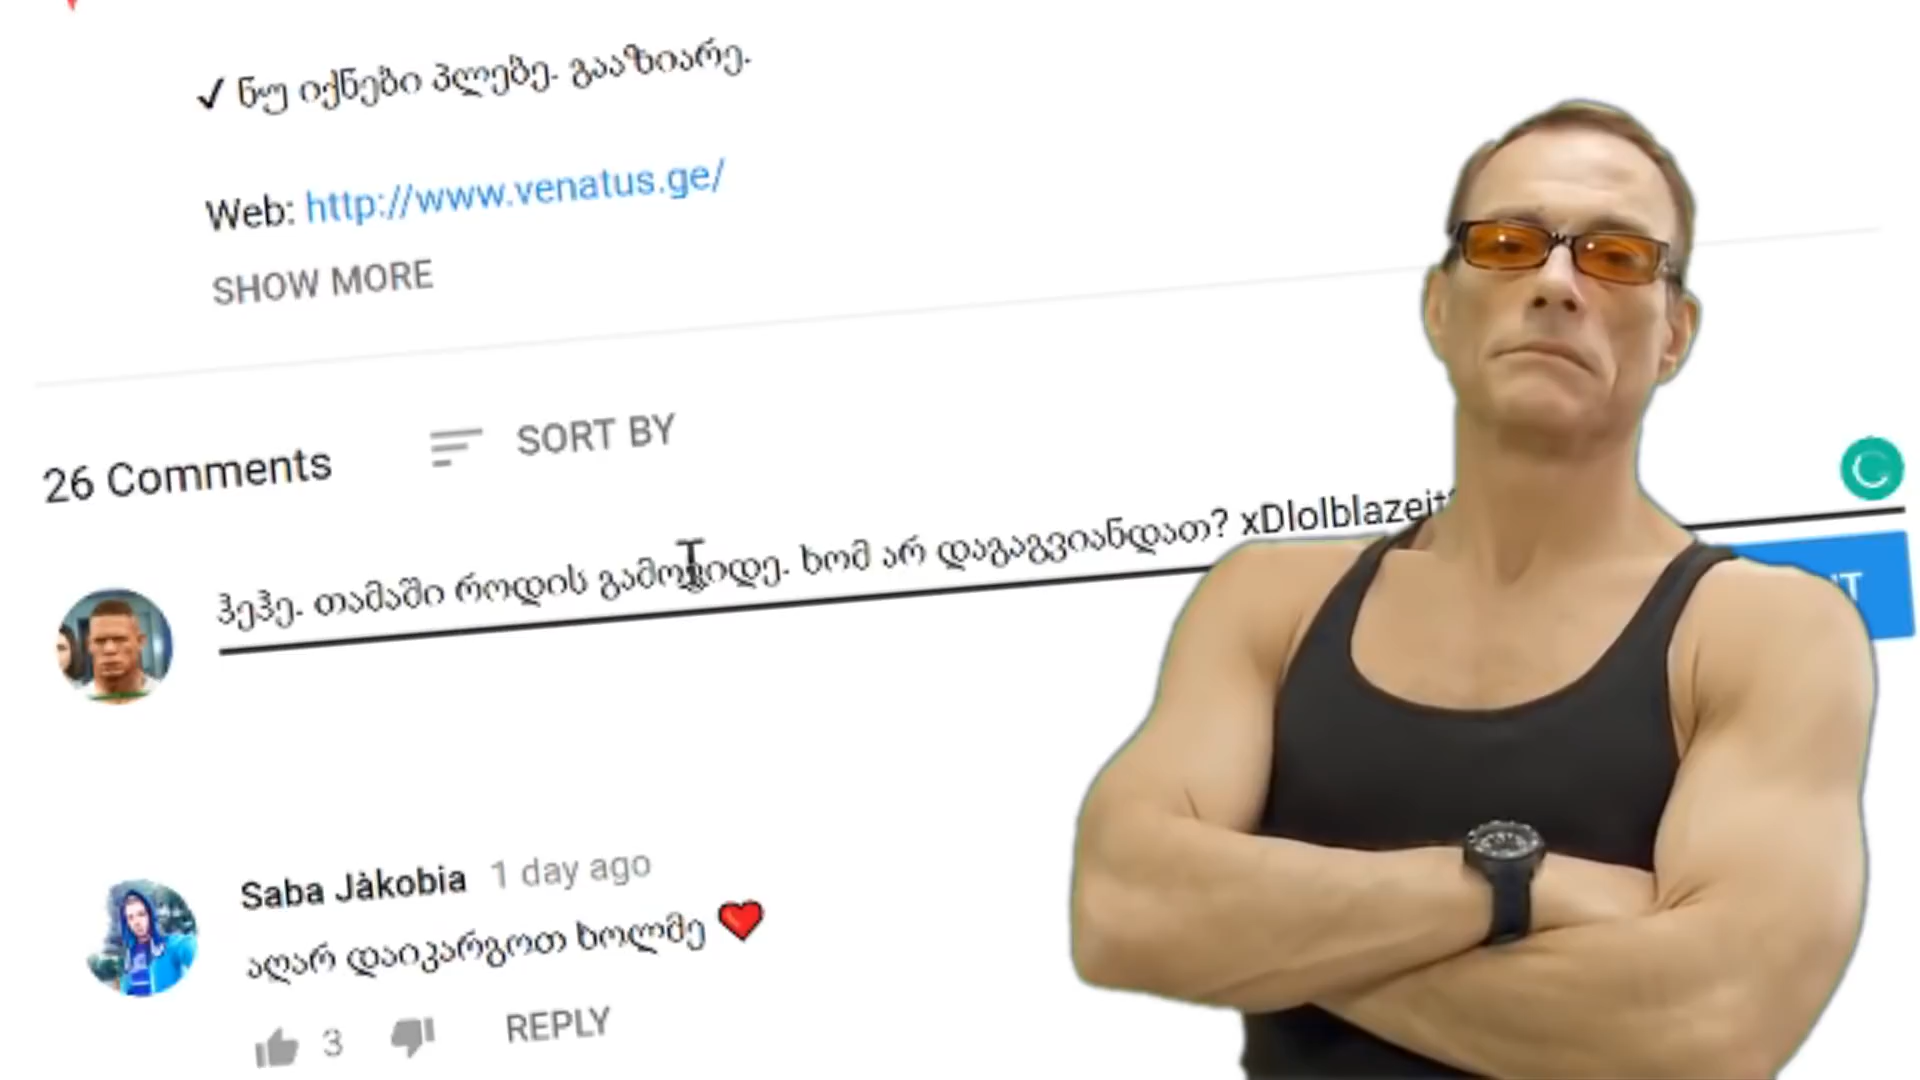 ✓ ნუ იქნები პლებე. გააზიარე.
Web: http://www.venatus.ge/
SHOW MORE
26 Comments SORT BY
ჰეჰე. თამაში როდის გამოვიდე. ხომ არ დაგაგვიანდათ? xDlolblazeit
Saba Jàkobia 1 day ago
აღარ დაიკარგოთ ხოლმე ❤
3 REPLY